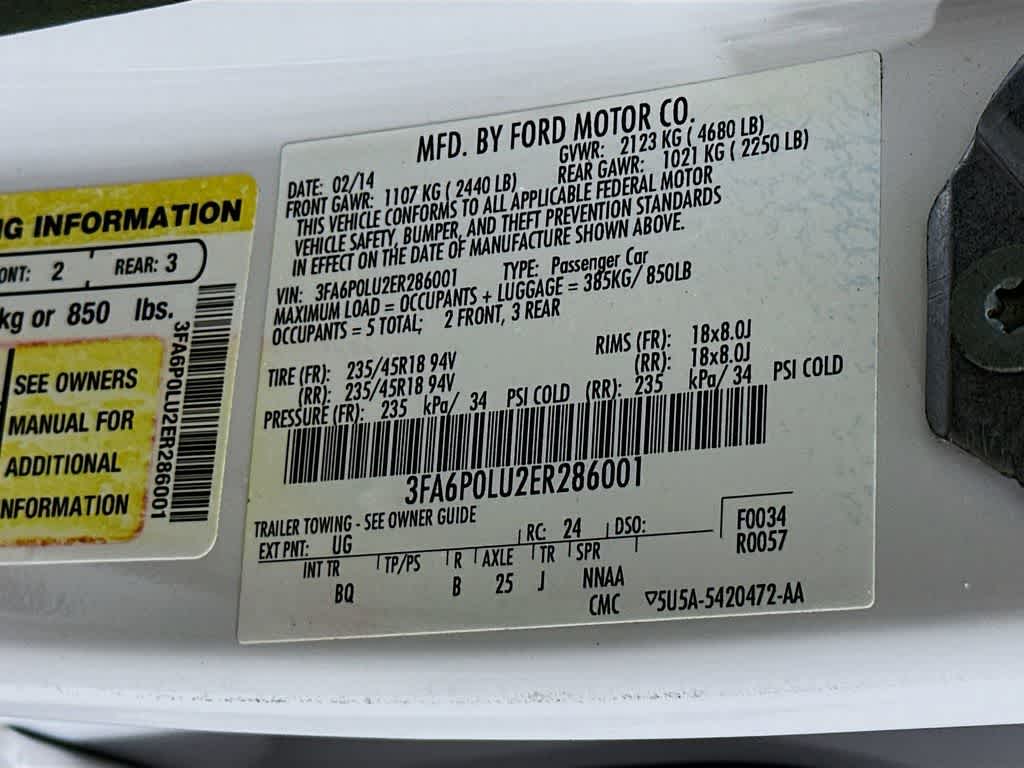 NG INFORMATION
ONT: 2 REAR: 3
kg or 850 lbs.
SEE OWNERS
MANUAL FOR
ADDITIONAL
INFORMATION
3FA6P0LU2ER286001
MFD. BY FORD MOTOR CO.
DATE: 02/14 GVWR: 2123 KG ( 4680 LB)
FRONT GAWR: 1107 KG ( 2440 LB) REAR GAWR: 1021 KG ( 2250 LB)
THIS VEHICLE CONFORMS TO ALL APPLICABLE FEDERAL MOTOR
VEHICLE SAFETY, BUMPER, AND THEFT PREVENTION STANDARDS
IN EFFECT ON THE DATE OF MANUFACTURE SHOWN ABOVE.
VIN: 3FA6P0LU2ER286001 TYPE: Passenger Car
MAXIMUM LOAD = OCCUPANTS + LUGGAGE = 385KG/ 850LB
OCCUPANTS = 5 TOTAL; 2 FRONT, 3 REAR
TIRE (FR): 235/45R18 94V RIMS (FR): 18x8.0J
(RR): 235/45R18 94V (RR): 18x8.0J
PRESSURE (FR): 235 kPa/ 34 PSI COLD (RR): 235 kPa/ 34 PSI COLD
3FA6P0LU2ER286001
TRAILER TOWING - SEE OWNER GUIDE
EXT PNT: UG RC: 24 DSO: F0034
INT TR TP/PS R AXLE TR SPR R0057
BQ B 25 J NNAA
CMC ▽5U5A-5420472-AA